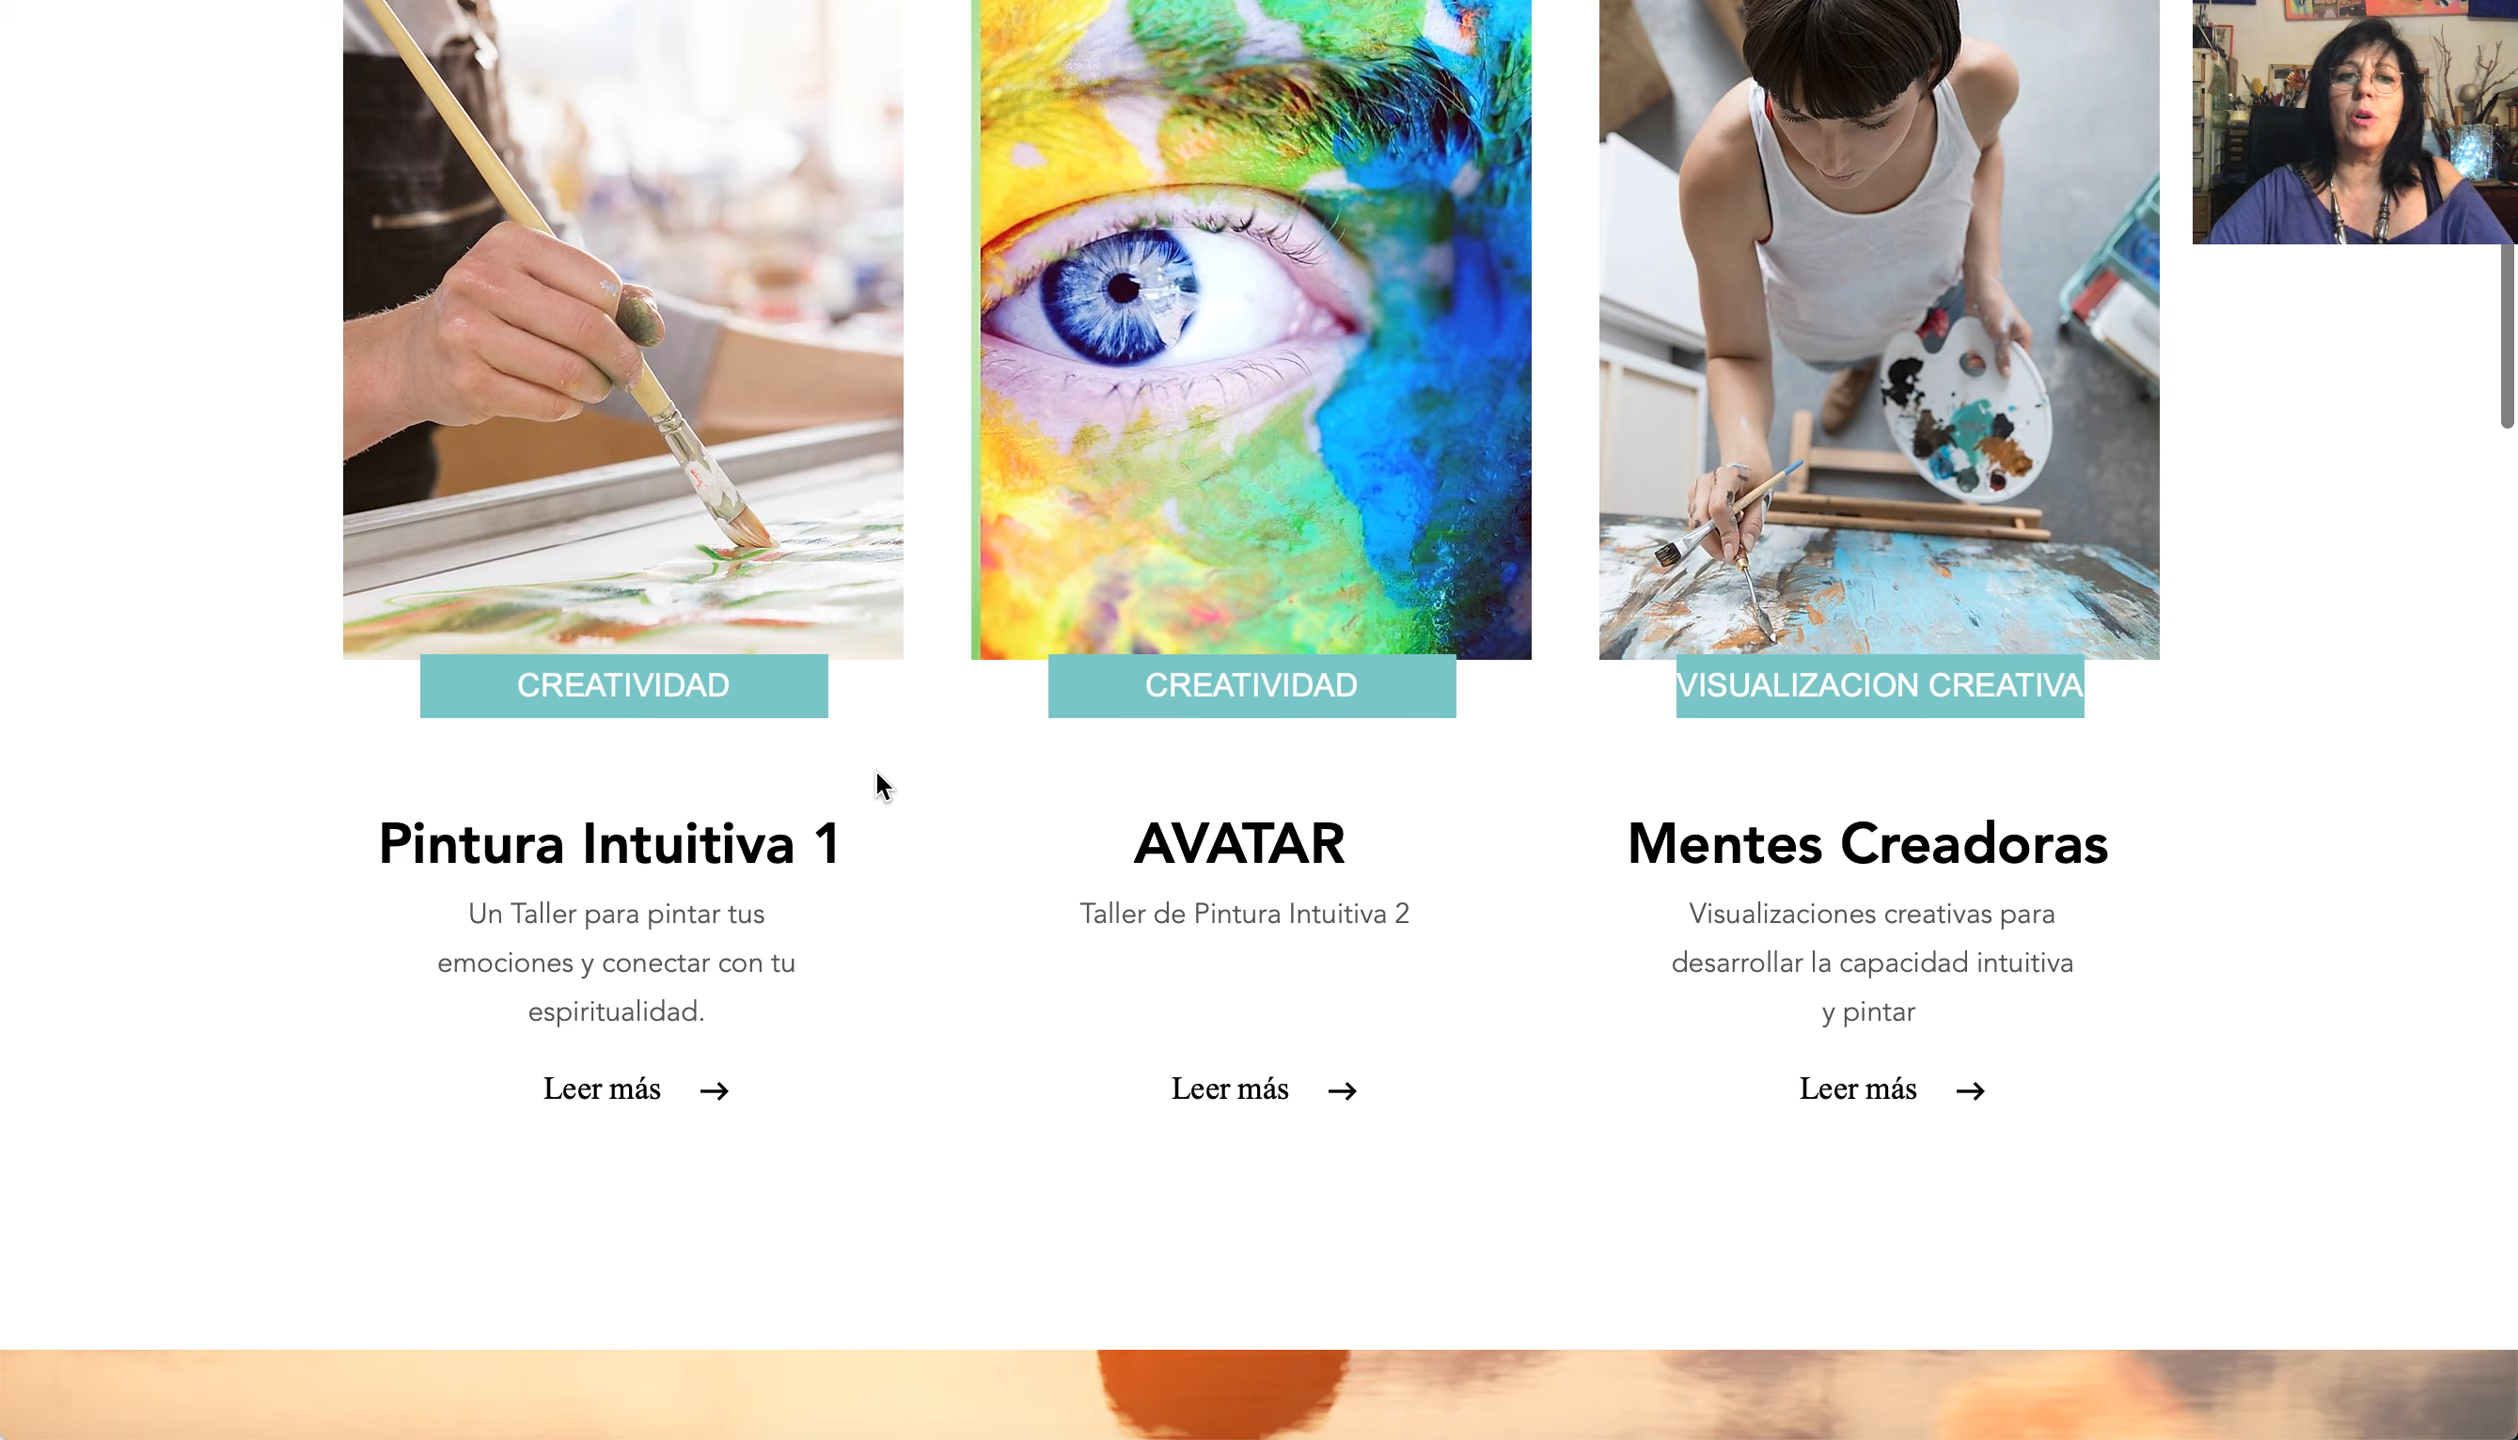 CREATIVIDAD
CREATIVIDAD
VISUALIZACION CREATIVA
Pintura Intuitiva 1
Un Taller para pintar tus
emociones y conectar con tu
espiritualidad.
Leer más
AVATAR
Taller de Pintura Intuitiva 2
Leer más
Mentes Creadoras
Visualizaciones creativas para
desarrollar la capacidad intuitiva
y pintar
Leer más